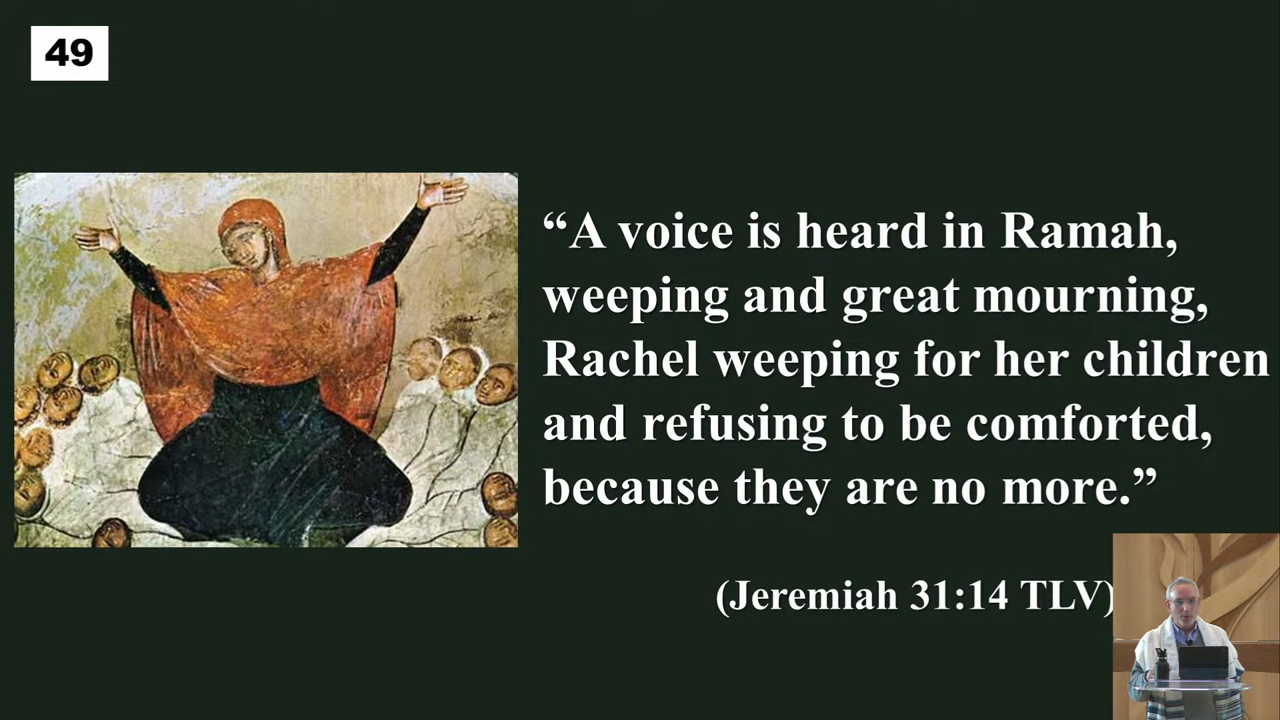 49
“A voice is heard in Ramah,
weeping and great mourning,
Rachel weeping for her children
and refusing to be comforted,
because they are no more.”
(Jeremiah 31:14 TLV)